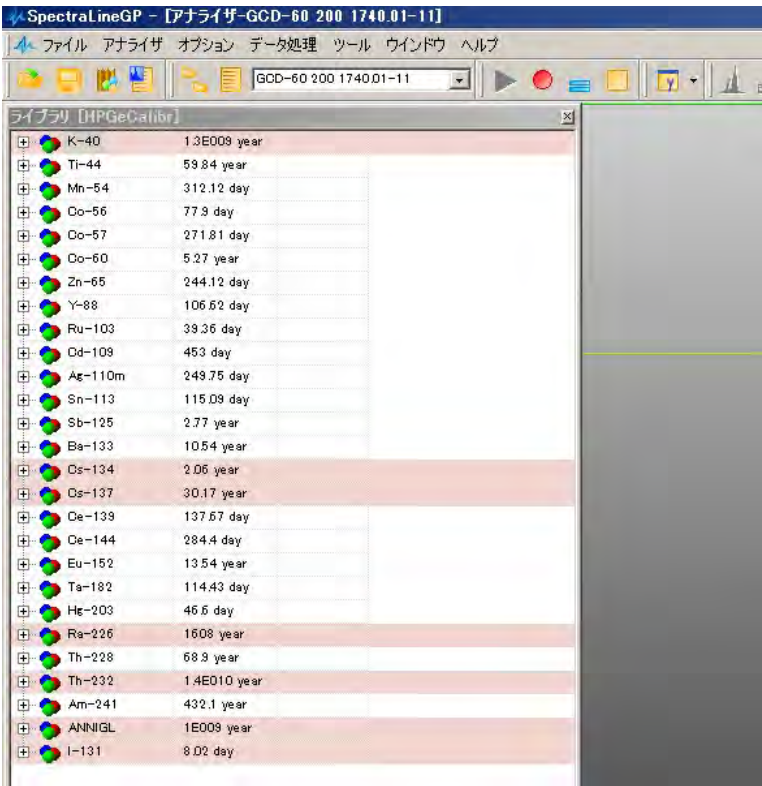 SpectraLineGP - [アナライザ-GCD-60 200 1740.01-11]
ファイル アナライザ オプション データ処理 ツール ウインドウ ヘルプ
GCD-60 200 1740.01-11
y
ライブラリ [HPGeCalibr]
K-40 1.3E009 year
Ti-44 59.84 year
Mn-54 312.12 day
Co-56 77.9 day
Co-57 271.81 day
Co-60 5.27 year
Zn-65 244.12 day
Y-88 106.62 day
Ru-103 39.36 day
Cd-109 453 day
Ag-110m 249.75 day
Sn-113 115.09 day
Sb-125 2.77 year
Ba-133 10.54 year
Cs-134 2.06 year
Cs-137 30.17 year
Ce-139 137.67 day
Ce-144 284.4 day
Eu-152 13.54 year
Ta-182 114.43 day
Hg-203 46.6 day
Ra-226 1608 year
Th-228 68.9 year
Th-232 1.4E010 year
Am-241 432.1 year
ANNIGL 1E009 year
I-131 8.02 day